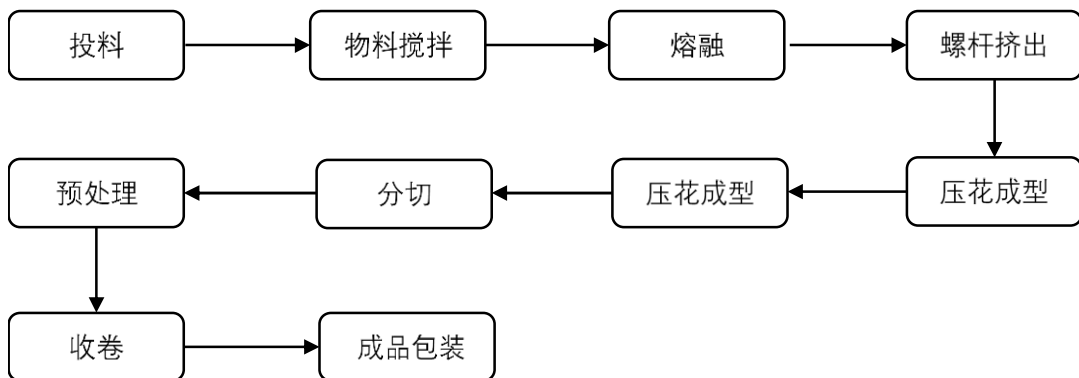 投料
物料搅拌
熔融
螺杆挤出
压花成型
压花成型
分切
预处理
收卷
成品包装